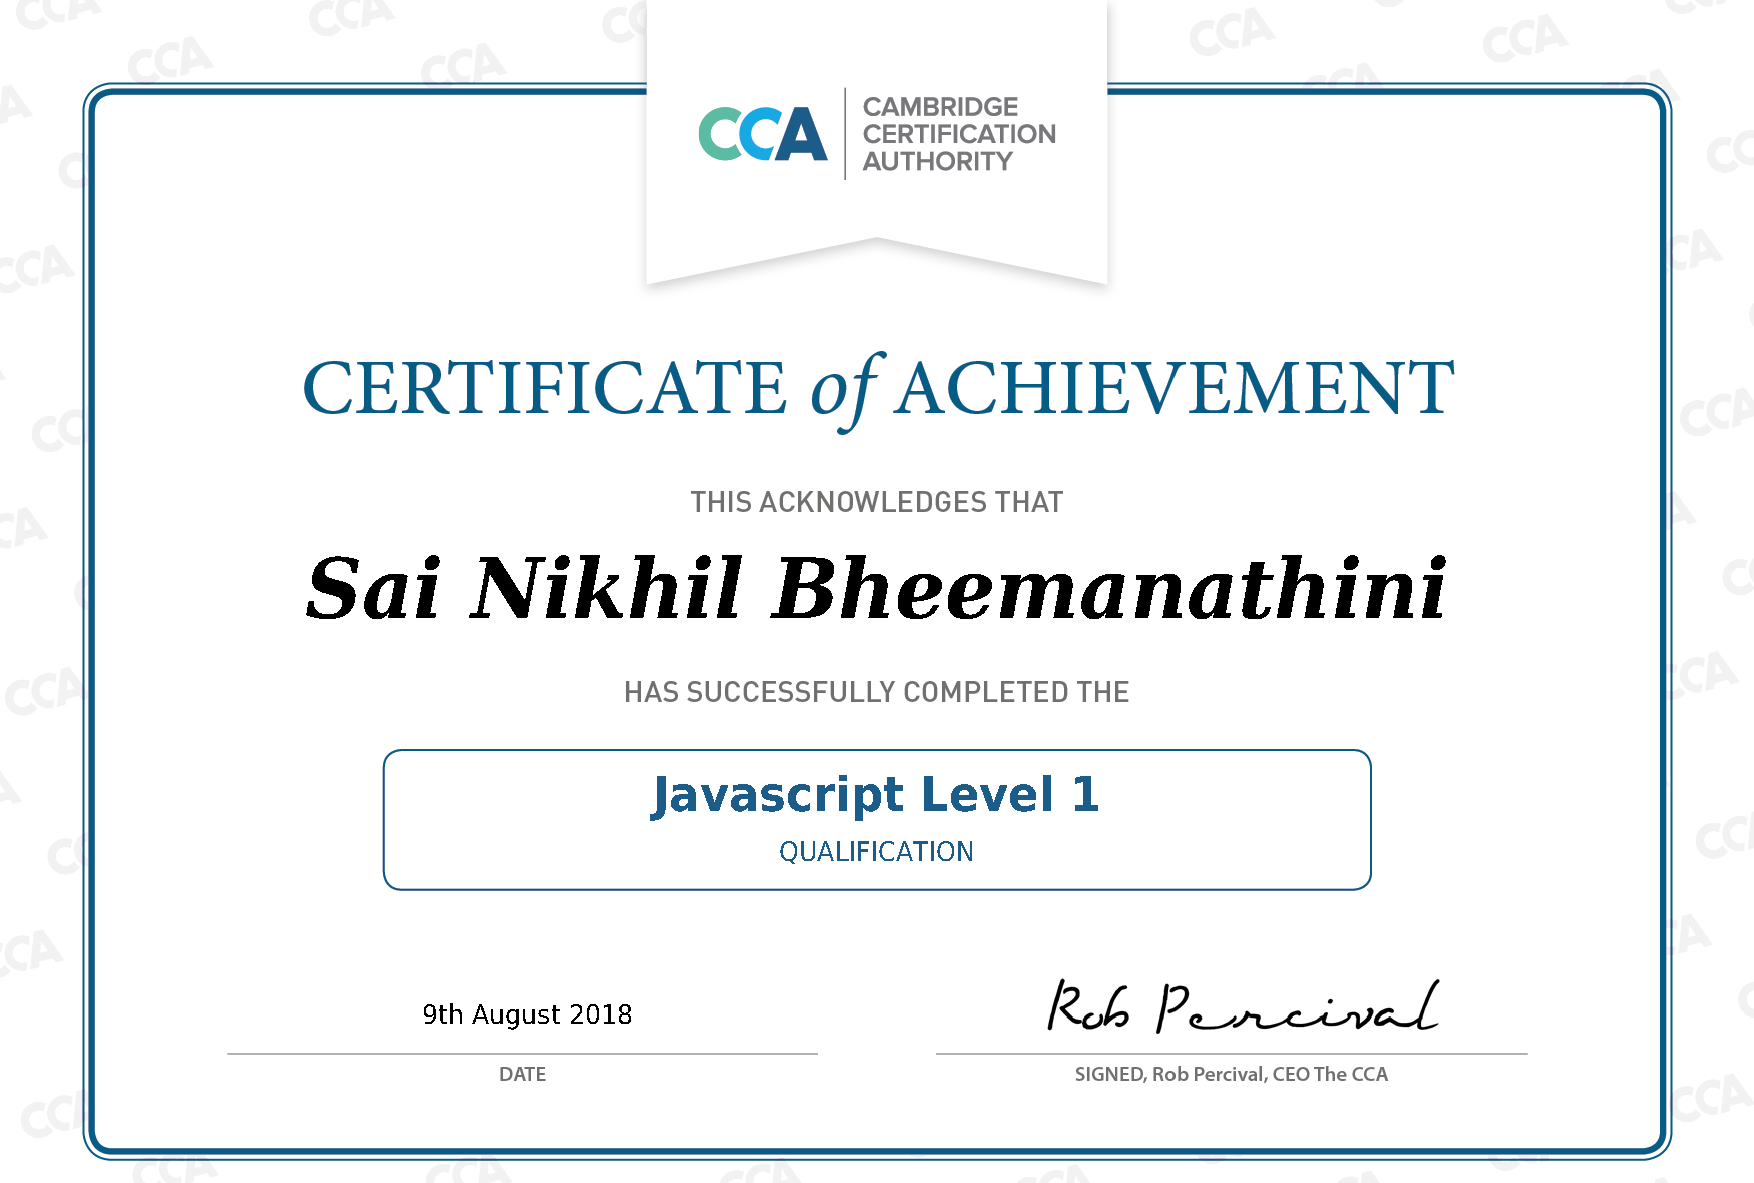 CCA
CAMBRIDGE
CERTIFICATION
AUTHORITY
CERTIFICATE of ACHIEVEMENT
THIS ACKNOWLEDGES THAT
Sai Nikhil Bheemanathini
HAS SUCCESSFULLY COMPLETED THE
Javascript Level 1
QUALIFICATION
9th August 2018
Rob Percival
DATE
SIGNED, Rob Percival, CEO The CCA